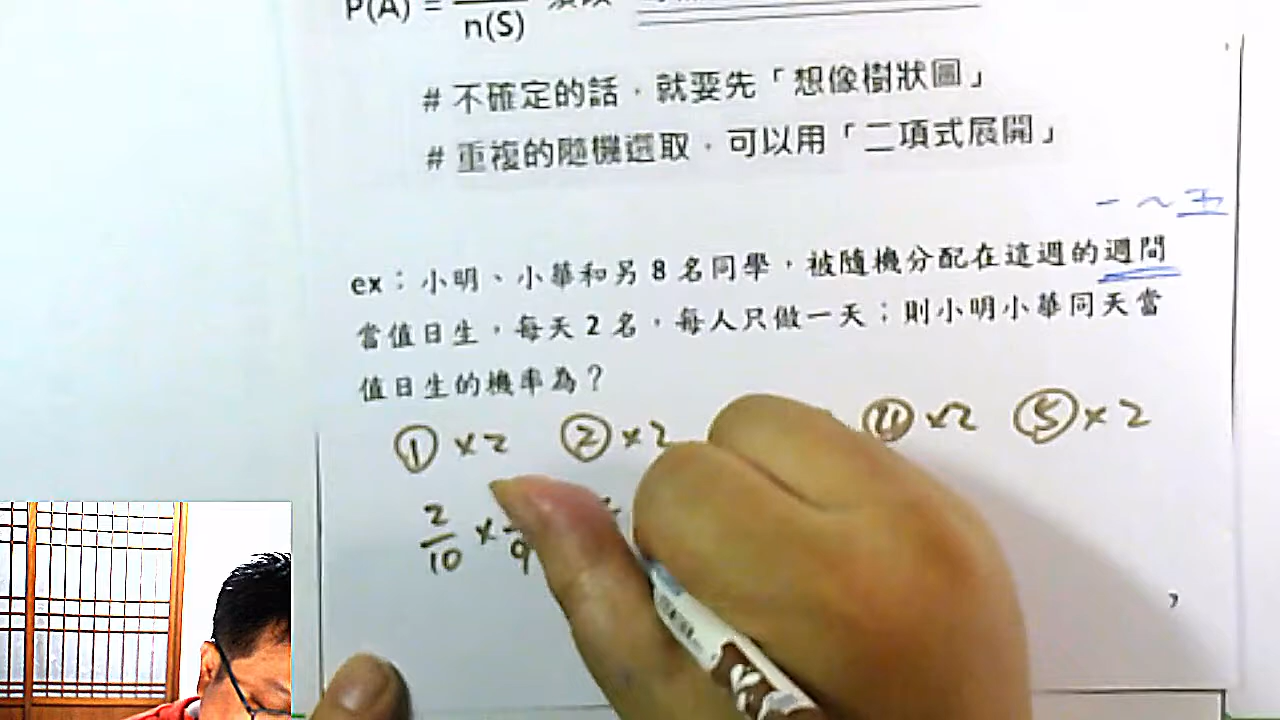 P(A) =
n(S)
# 不確定的話，就要先「想像樹狀圖」
# 重複的隨機選取，可以用「二項式展開」
一 ~ 五
ex：小明、小華和另 8 名同學，被隨機分配在這週的週間
當值日生，每天 2 名，每人只做一天；則小明小華同天當
值日生的機率為？
① ×2 ② ×2 ④ ×2 ⑤ ×2
2/10 × /9